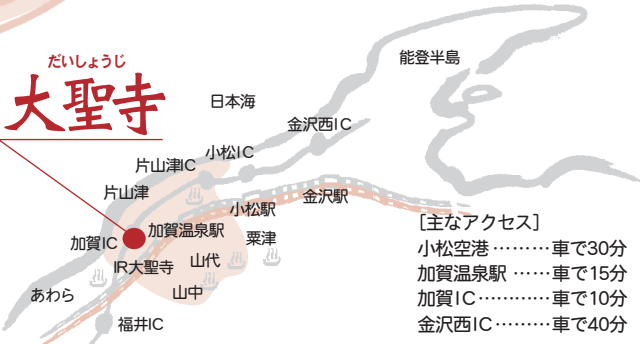 だいしょうじ
大聖寺
能登半島
日本海
金沢西IC
小松IC
片山津IC
片山津
金沢駅
小松駅
加賀温泉駅
粟津
加賀IC
IR大聖寺
山代
山中
あわら
福井IC
[主なアクセス]
小松空港………車で30分
加賀温泉駅……車で15分
加賀IC…………車で10分
金沢西IC………車で40分